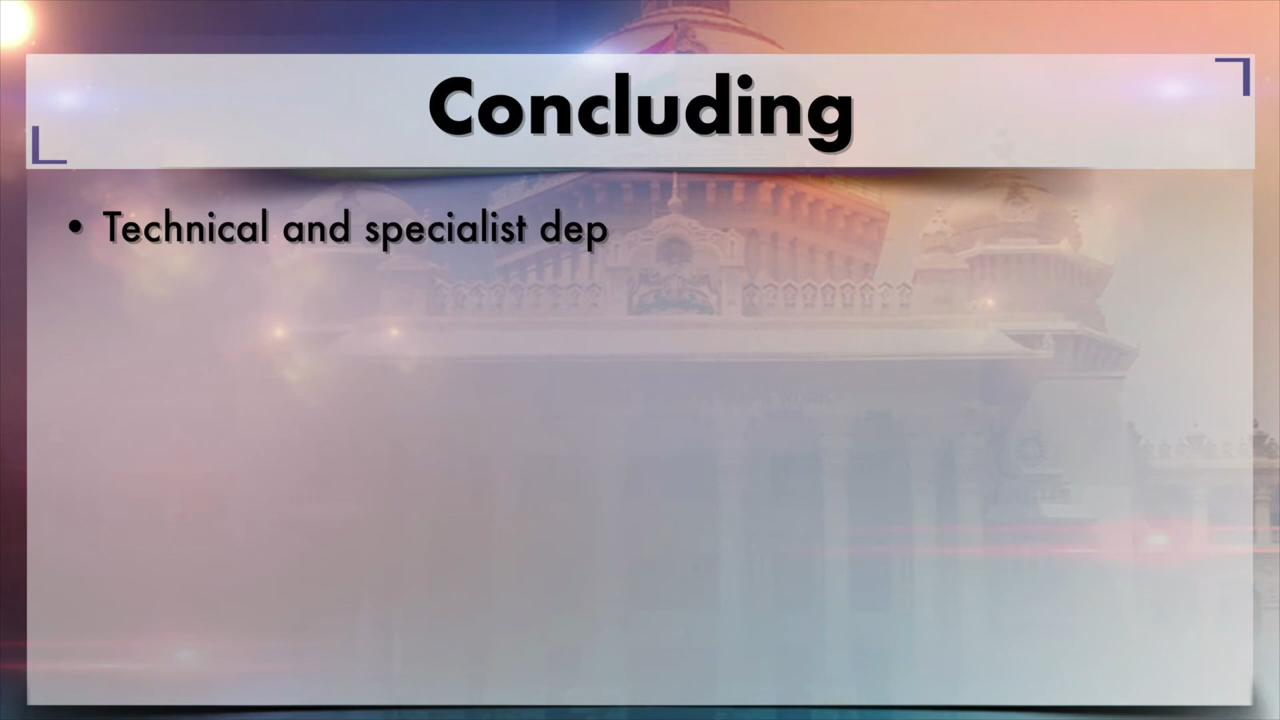 Concluding
• Technical and specialist dep